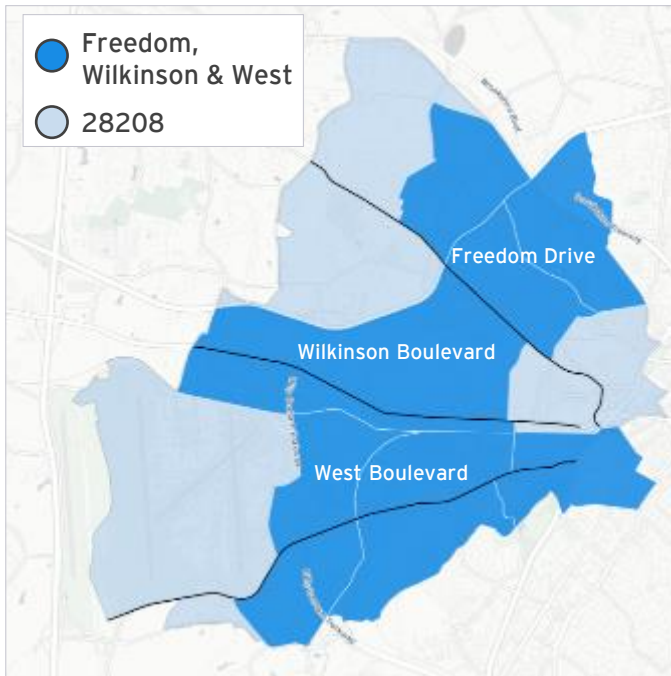 Freedom,
Wilkinson & West
28208
Freedom Drive
Wilkinson Boulevard
West Boulevard